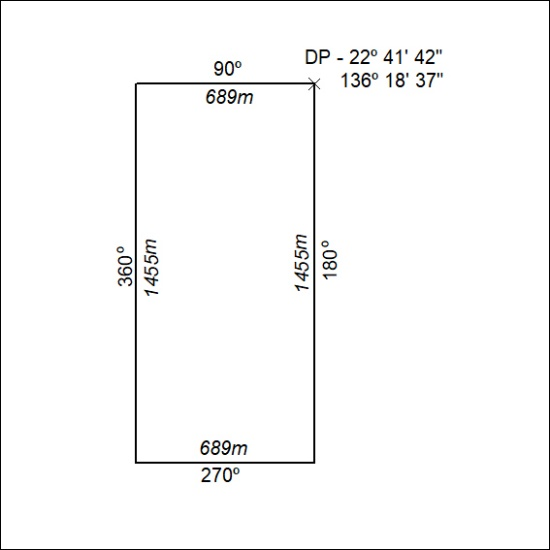 DP - 22º 41' 42"
136º 18' 37"
90º
689m
360º
1455m
1455m
180º
689m
270º